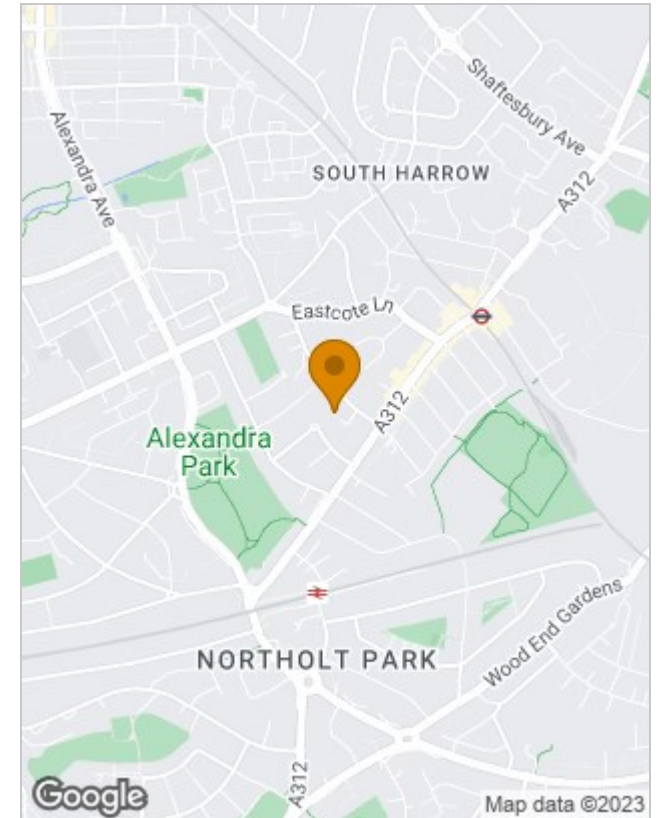 Shaftesbury Ave
Alexandra Ave
SOUTH HARROW
A312
Eastcote Ln
A312
Alexandra
Park
Wood End Gardens
NORTHOLT PARK
A312
Google
Map data ©2023